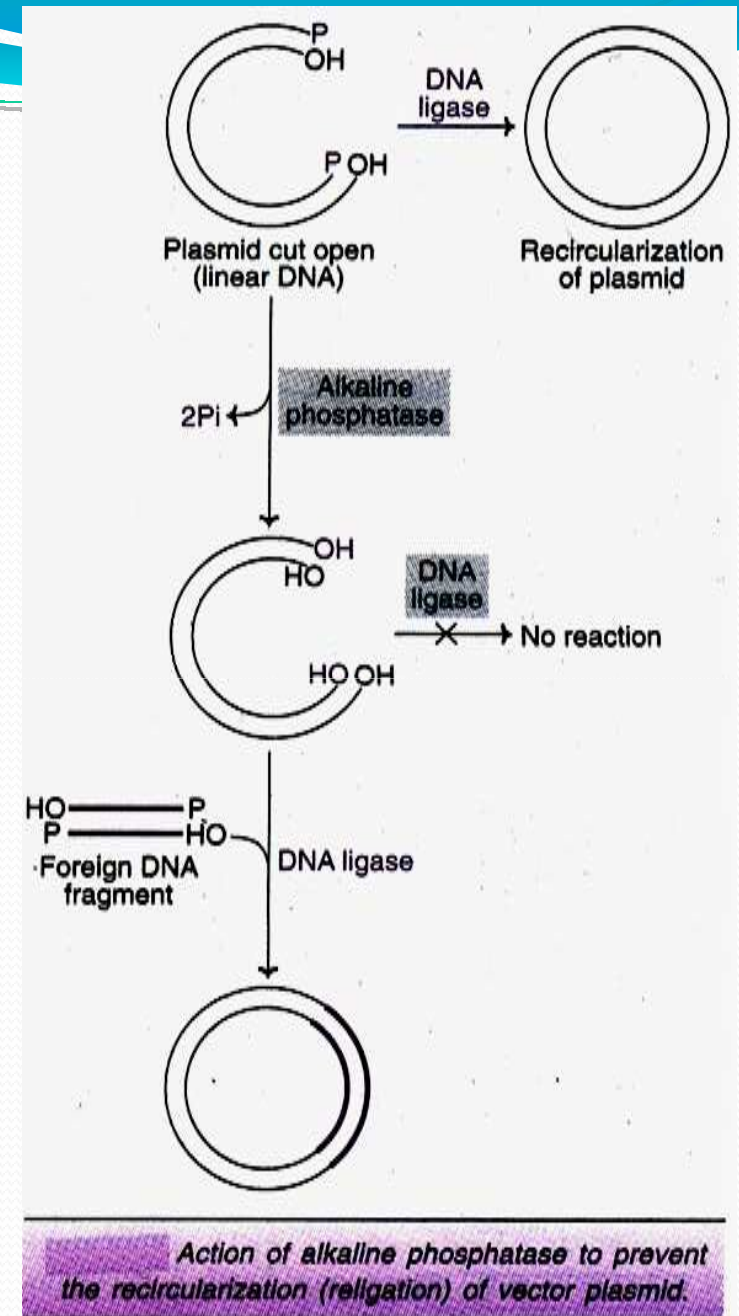 P
OH
DNA
ligase
P OH
Plasmid cut open
(linear DNA)
Recircularization
of plasmid
Alkaline
phosphatase
2Pi
OH
HO
DNA
ligase
No reaction
HO OH
HO P
P HO
Foreign DNA
fragment
DNA ligase
Action of alkaline phosphatase to prevent
the recircularization (religation) of vector plasmid.